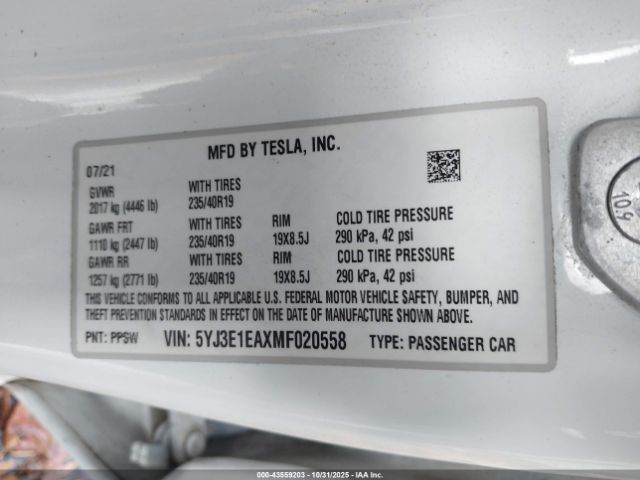 MFD BY TESLA, INC.
07/21
GVWR WITH TIRES
2017 kg (4446 lb) 235/40R19
GAWR FRT WITH TIRES RIM COLD TIRE PRESSURE
1110 kg (2447 lb) 235/40R19 19X8.5J 290 kPa, 42 psi
GAWR RR WITH TIRES RIM COLD TIRE PRESSURE
1257 kg (2771 lb) 235/40R19 19X8.5J 290 kPa, 42 psi
THIS VEHICLE CONFORMS TO ALL APPLICABLE U.S. FEDERAL MOTOR VEHICLE SAFETY, BUMPER, AND
THEFT PREVENTION STANDARDS IN EFFECT ON THE DATE OF MANUFACTURE SHOWN ABOVE.
PNT: PPSW VIN: 5YJ3E1EAXMF020558 TYPE: PASSENGER CAR
10.9
000-43559203 - 10/31/2025 - IAA Inc.